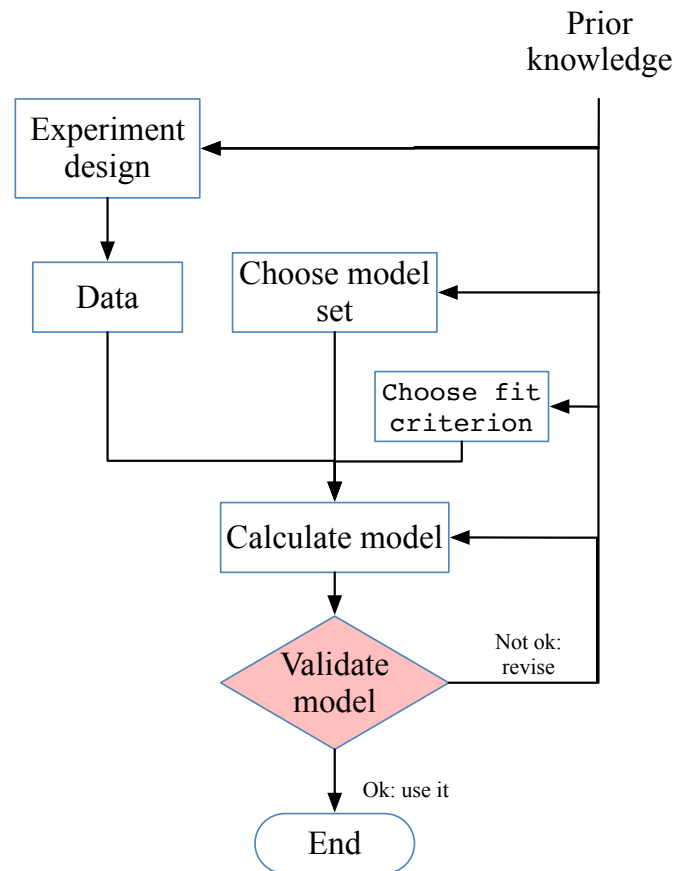 Prior
knowledge
Experiment
design
Data
Choose model
set
Choose fit
criterion
Calculate model
Validate
model
Not ok:
revise
Ok: use it
End